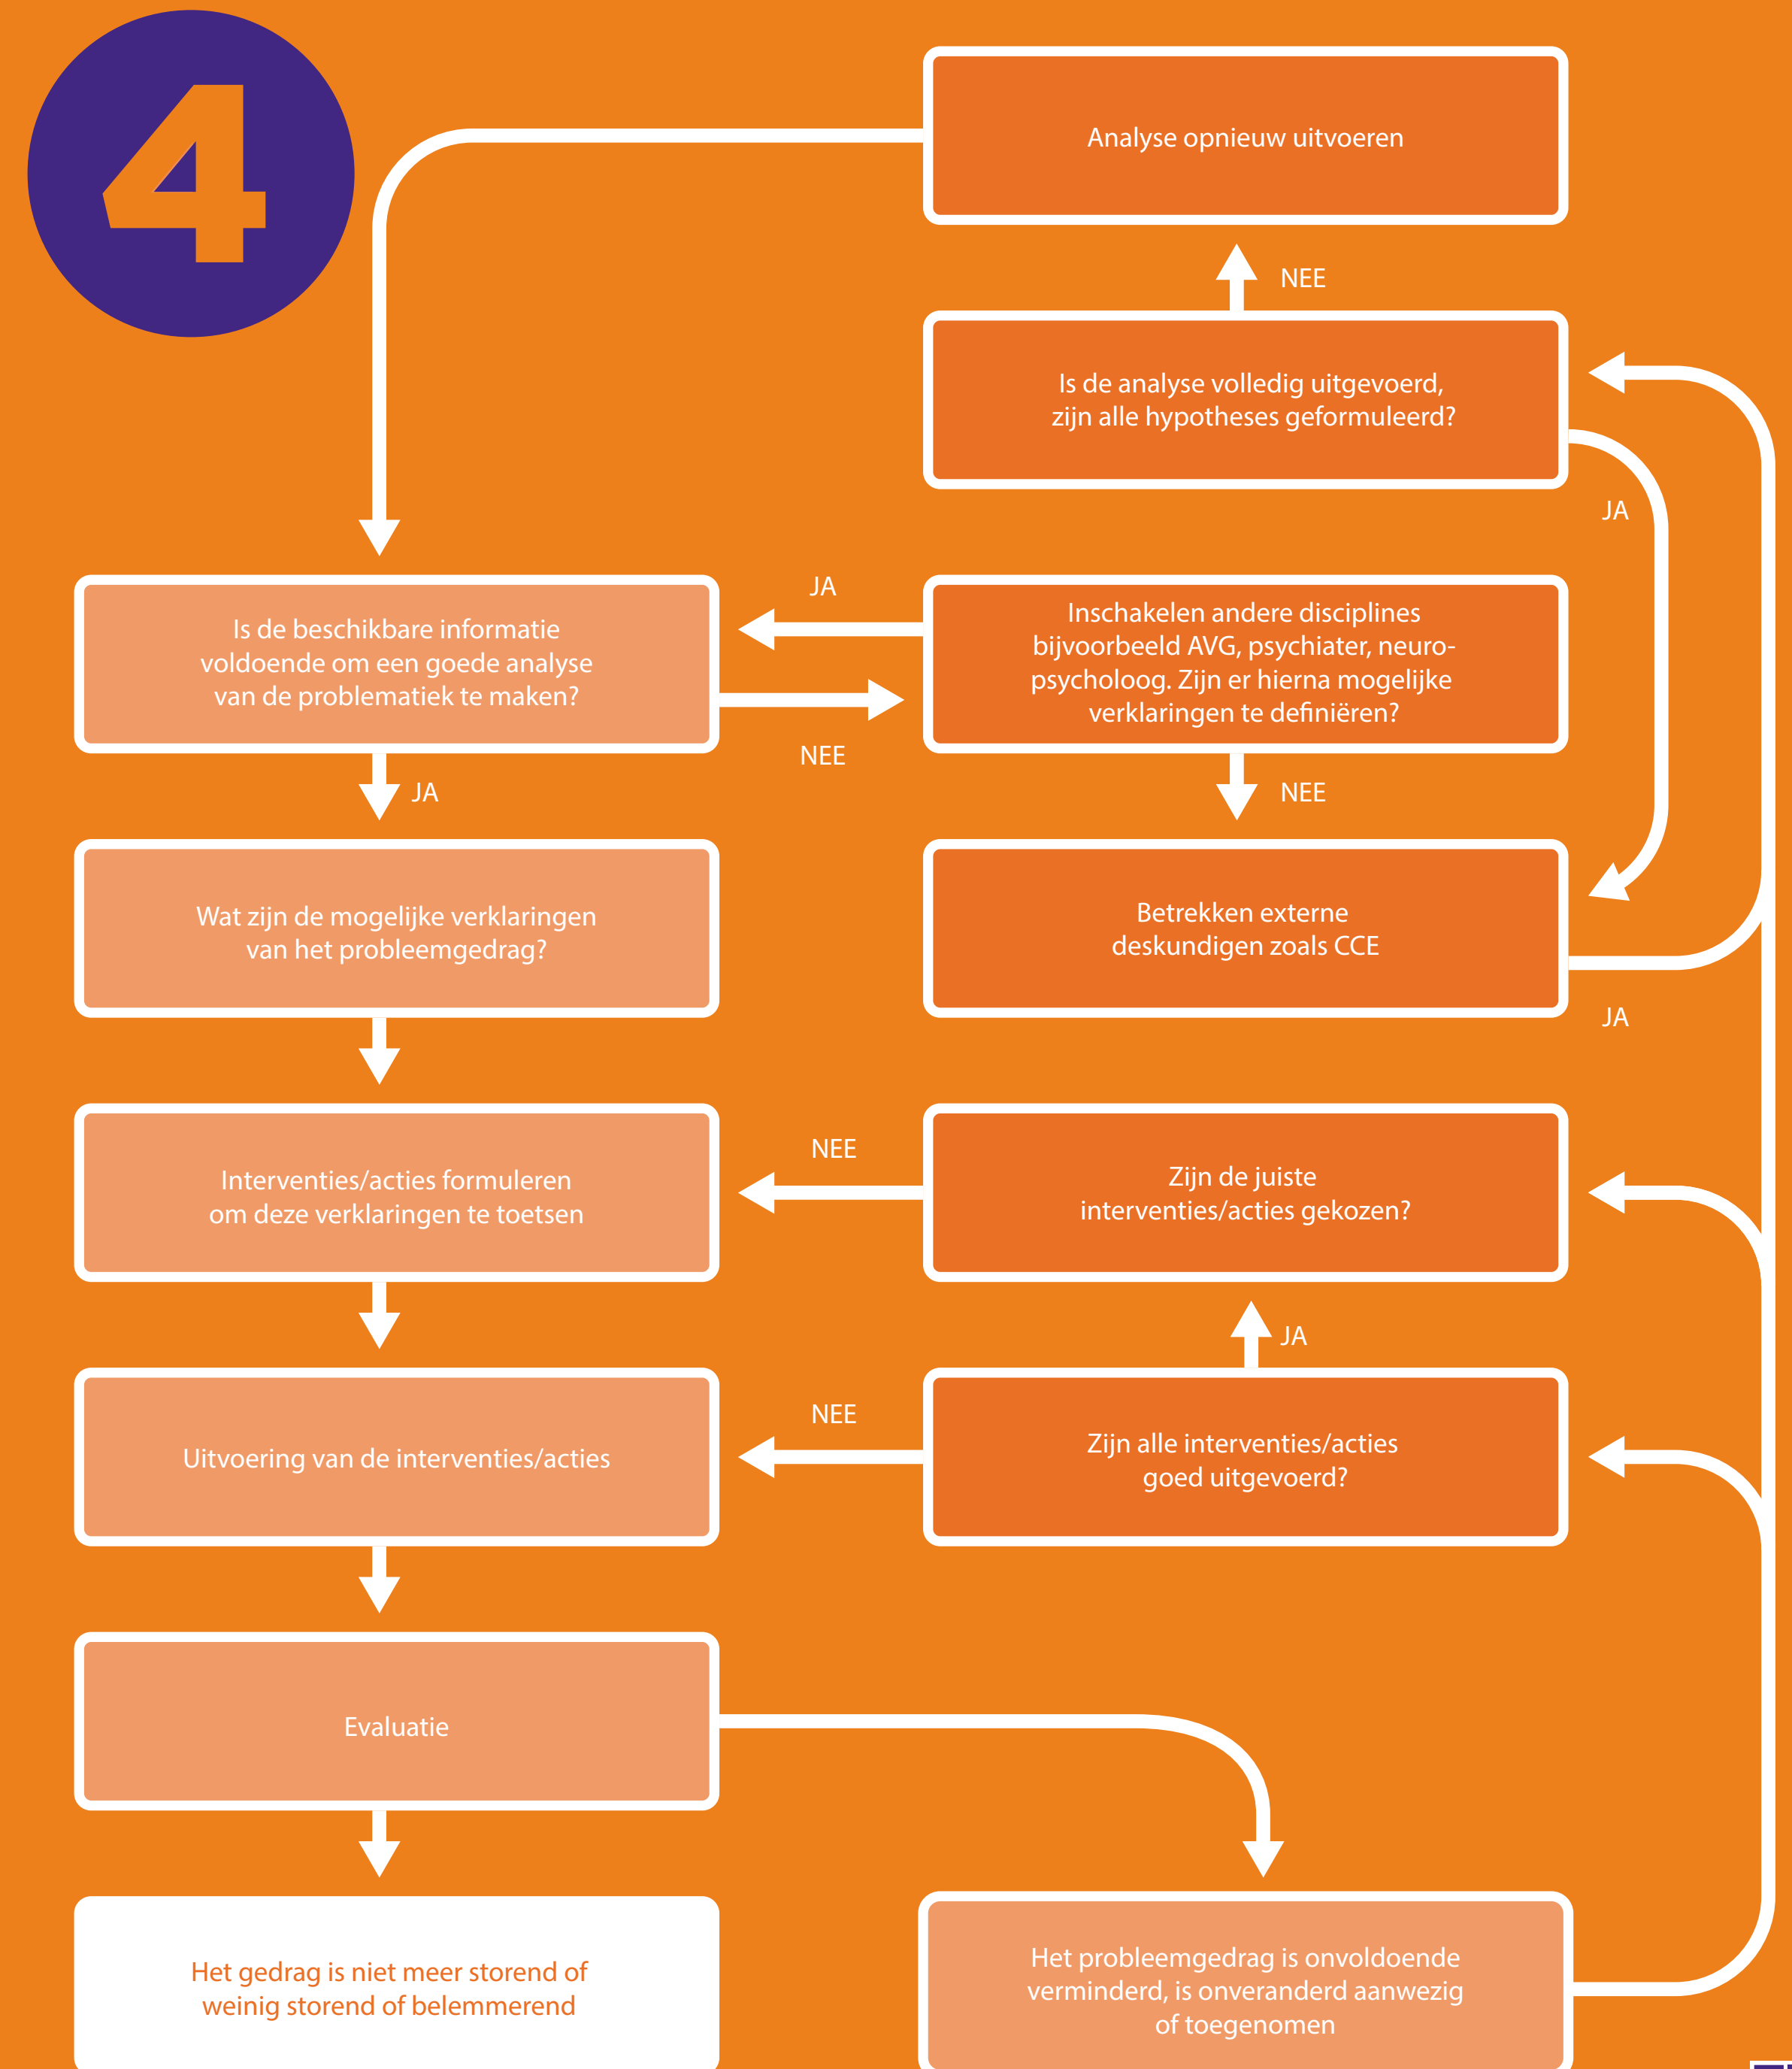 4
Analyse opnieuw uitvoeren
NEE
Is de analyse volledig uitgevoerd,
zijn alle hypotheses geformuleerd?
JA
Is de beschikbare informatie
voldoende om een goede analyse
van de problematiek te maken?
JA
NEE
Inschakelen andere disciplines
bijvoorbeeld AVG, psychiater, neuro-
psycholoog. Zijn er hierna mogelijke
verklaringen te definiëren?
JA
NEE
Wat zijn de mogelijke verklaringen
van het probleemgedrag?
Betrekken externe
deskundigen zoals CCE
JA
Interventies/acties formuleren
om deze verklaringen te toetsen
NEE
Zijn de juiste
interventies/acties gekozen?
JA
Uitvoering van de interventies/acties
NEE
Zijn alle interventies/acties
goed uitgevoerd?
Evaluatie
Het gedrag is niet meer storend of
weinig storend of belemmerend
Het probleemgedrag is onvoldoende
verminderd, is onveranderd aanwezig
of toegenomen